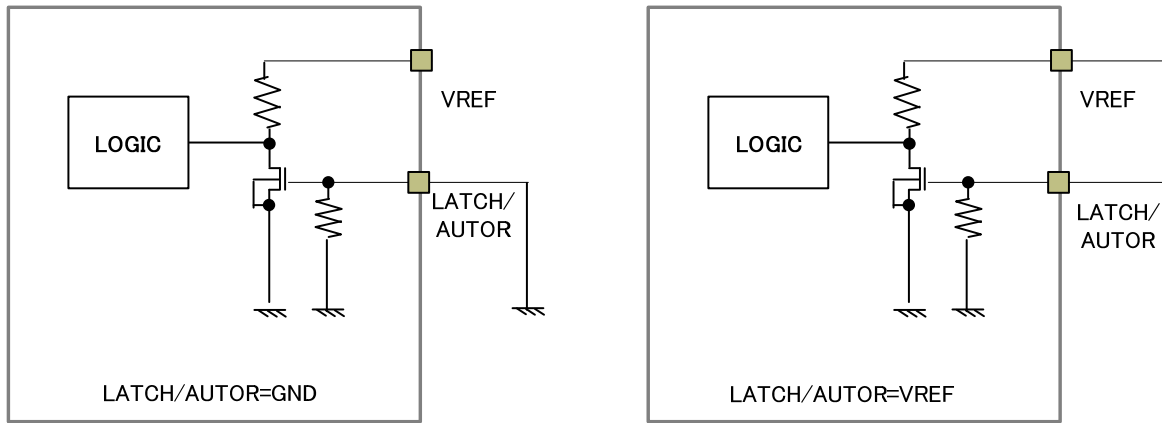 VREF
LOGIC
LATCH/
AUTOR
LATCH/AUTOR=GND
VREF
LOGIC
LATCH/
AUTOR
LATCH/AUTOR=VREF